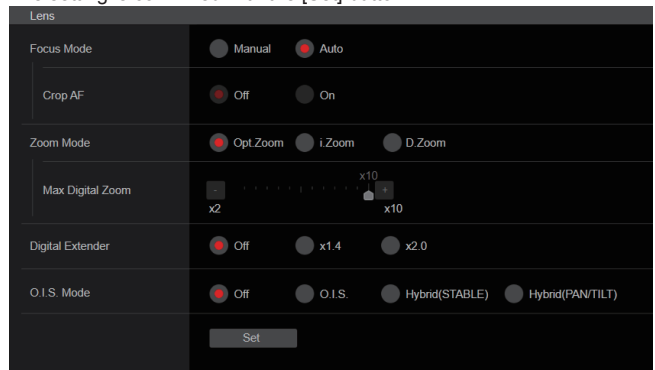 Lens
Focus Mode Manual Auto
Crop AF Off On
Zoom Mode Opt.Zoom i.Zoom D.Zoom
x10
Max Digital Zoom - +
x2 x10
Digital Extender Off x1.4 x2.0
O.I.S. Mode Off O.I.S. Hybrid(STABLE) Hybrid(PAN/TILT)
Set